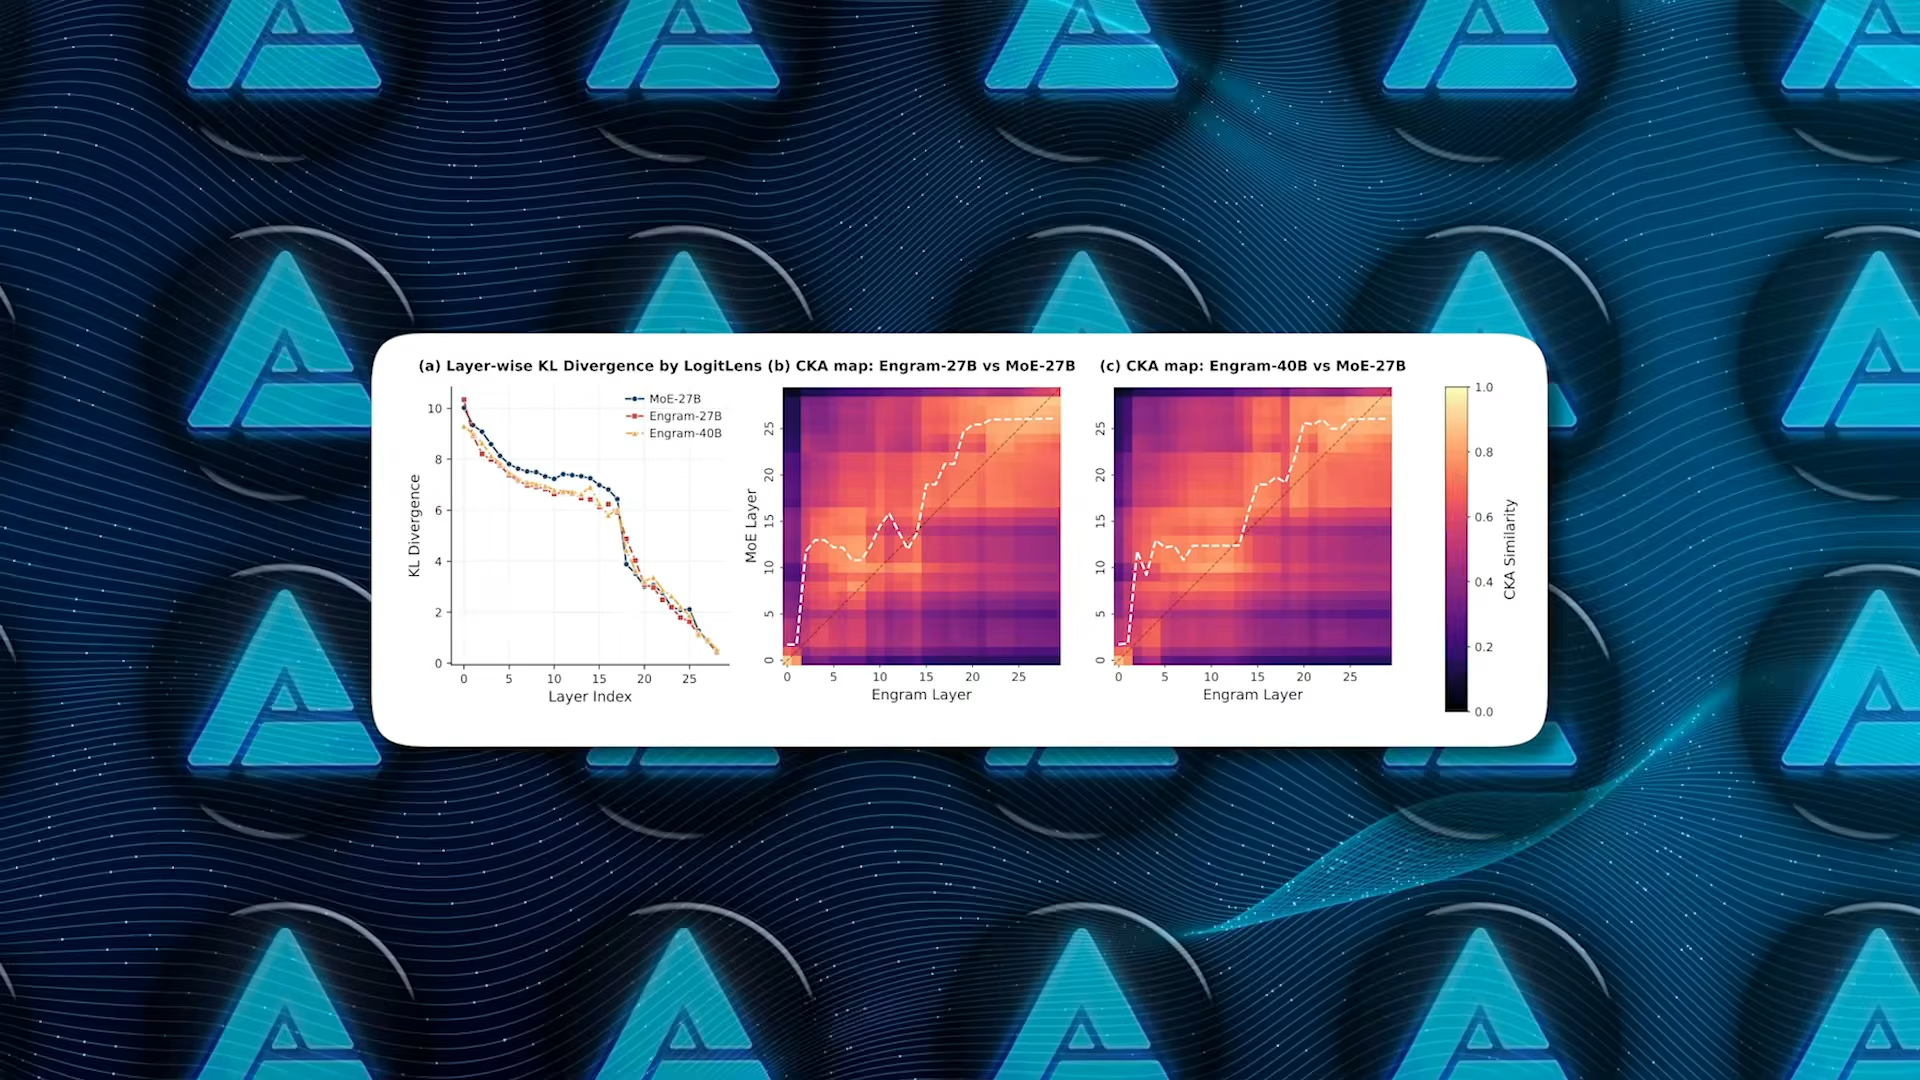 (a) Layer-wise KL Divergence by LogitLens
KL Divergence
10
8
6
4
2
0
MoE-27B
Engram-27B
Engram-40B
0 5 10 15 20 25
Layer Index
(b) CKA map: Engram-27B vs MoE-27B
MoE Layer
25
20
15
10
5
0
0 5 10 15 20 25
Engram Layer
(c) CKA map: Engram-40B vs MoE-27B
25
20
15
10
5
0
0 5 10 15 20 25
Engram Layer
1.0
0.8
0.6
0.4
0.2
0.0
CKA Similarity